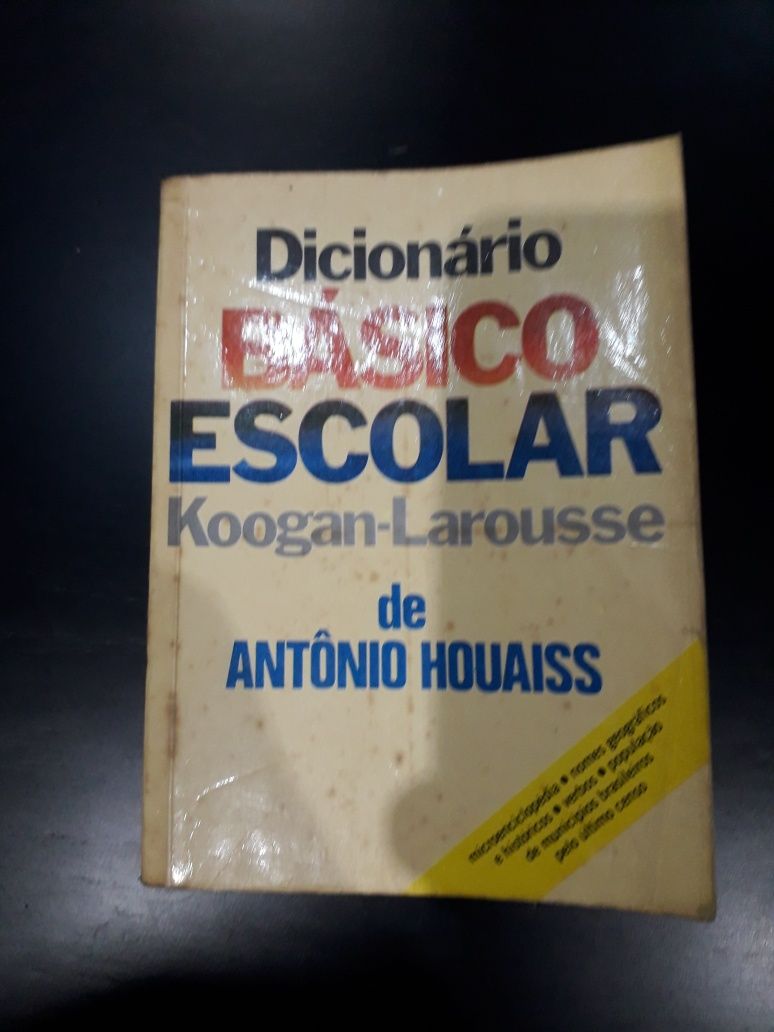 Dicionário
BÁSICO
ESCOLAR
Koogan-Larousse
de
ANTÔNIO HOUAISS
microenciclopedia • nomes geográficos
e históricos • verbos • população
de municípios brasileiros
pelo último censo